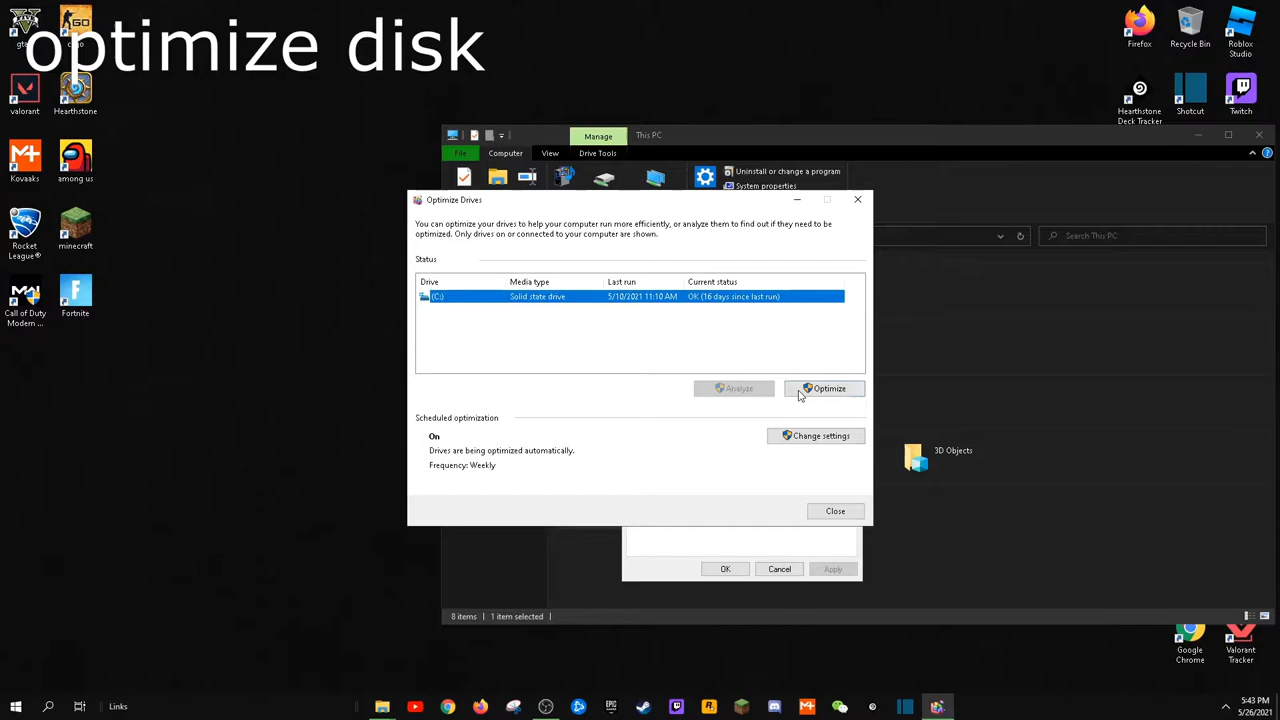 optimize disk
gta
csgo
valorant
Hearthstone
Kovaaks
among us
Rocket
League®
minecraft
Call of Duty
Modern ...
Fortnite
Firefox
Recycle Bin
Roblox
Studio
Hearthstone
Deck Tracker
Shotcut
Twitch
Manage
This PC
File
Computer
View
Drive Tools
Uninstall or change a program
System properties
Search This PC
Optimize Drives
You can optimize your drives to help your computer run more efficiently, or analyze them to find out if they need to be
optimized. Only drives on or connected to your computer are shown.
Status
Drive
Media type
Last run
Current status
(C:)
Solid state drive
5/10/2021 11:10 AM
OK (16 days since last run)
Analyze
Optimize
Scheduled optimization
On
Change settings
Drives are being optimized automatically.
Frequency: Weekly
3D Objects
Close
OK
Cancel
Apply
8 items
1 item selected
Google
Chrome
Valorant
Tracker
Links
EPIC
5:43 PM
5/26/2021